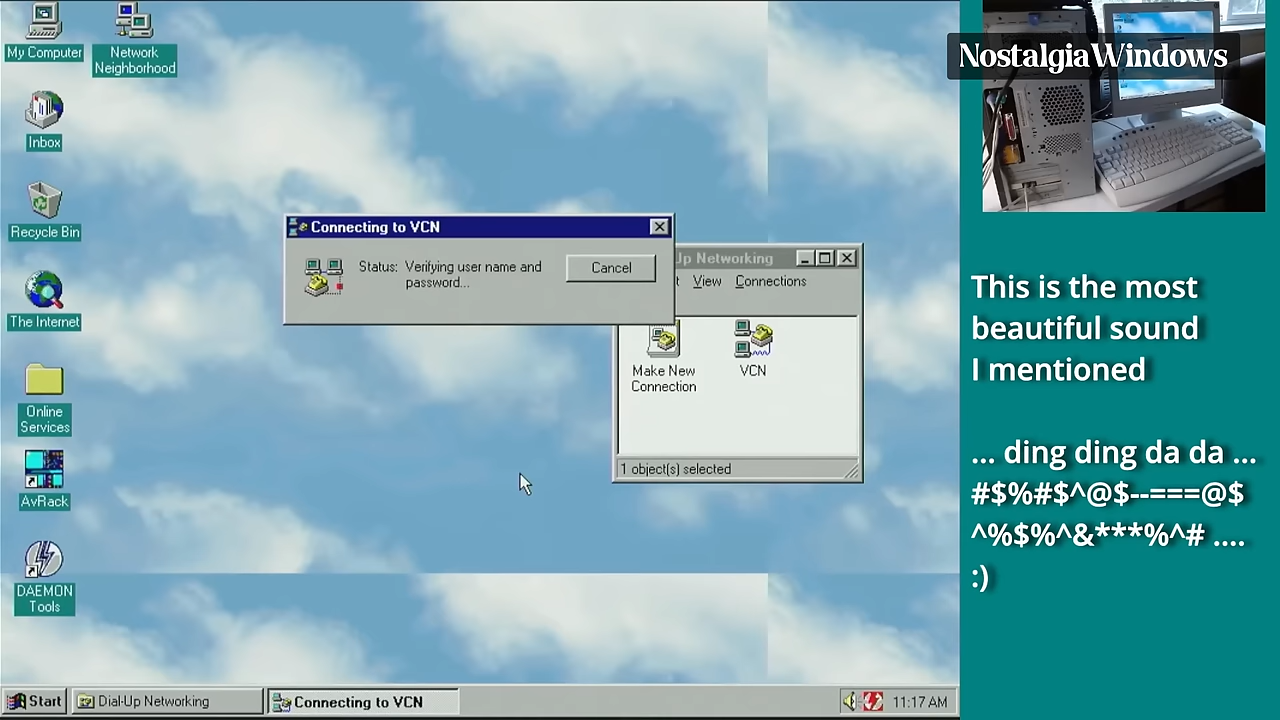 My Computer
Network
Neighborhood
Inbox
Recycle Bin
The Internet
Online
Services
AvRack
DAEMON
Tools
Connecting to VCN
Status: Verifying user name and
password...
Cancel
Up Networking
View Connections
Make New
Connection
VCN
1 object(s) selected
Start
Dial-Up Networking
Connecting to VCN
11:17 AM
NostalgiaWindows
This is the most
beautiful sound
I mentioned
... ding ding da da ...
#$%#$^@$--===@$
^%$%^&***%^# ....
:)